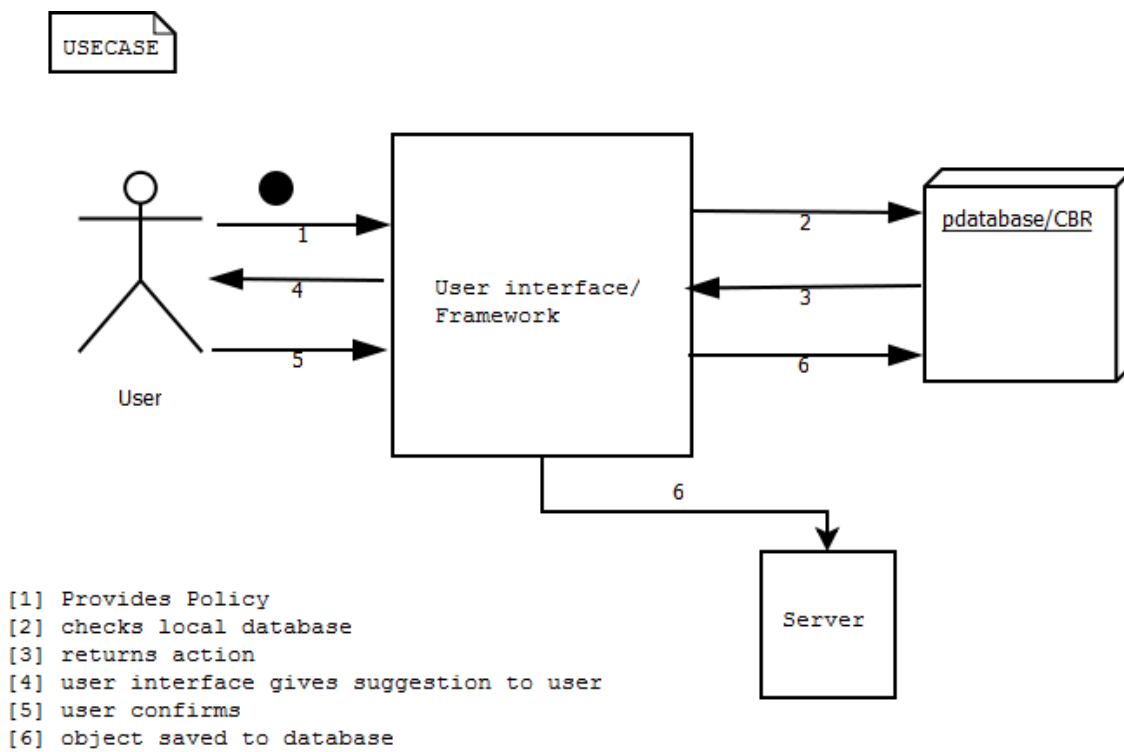 USECASE
1
2
pdatabase/CBR
4
User interface/
Framework
3
5
6
User
6
Server
[1] Provides Policy
[2] checks local database
[3] returns action
[4] user interface gives suggestion to user
[5] user confirms
[6] object saved to database